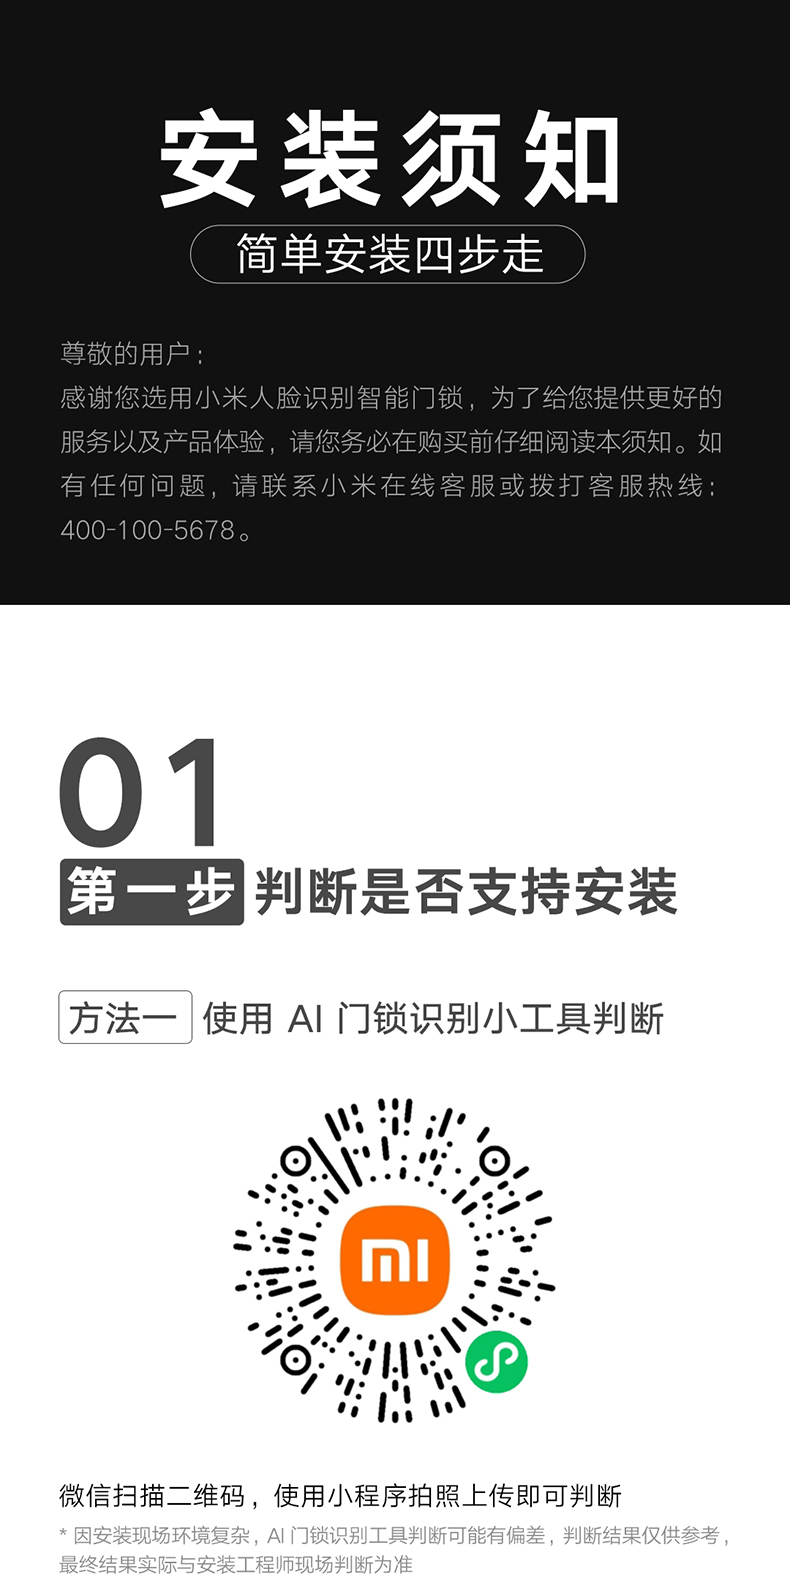 安装须知
简单安装四步走
尊敬的用户：
感谢您选用小米人脸识别智能门锁，为了给您提供更好的
服务以及产品体验，请您务必在购买前仔细阅读本须知。如
有任何问题，请联系小米在线客服或拨打客服热线：
400-100-5678。
01
第一步 判断是否支持安装
方法一 使用 AI 门锁识别小工具判断
微信扫描二维码，使用小程序拍照上传即可判断
* 因安装现场环境复杂，AI 门锁识别工具判断可能有偏差，判断结果仅供参考，
最终结果实际与安装工程师现场判断为准